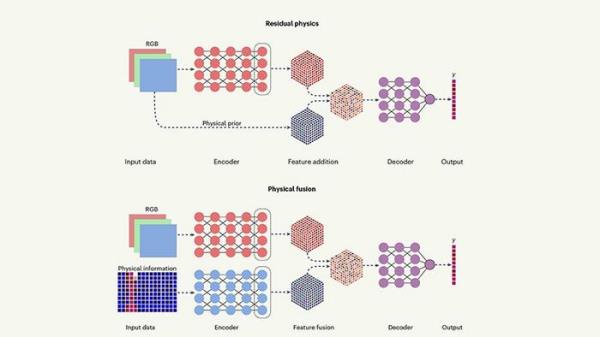 Residual physics
RGB
Physical prior
y
Input data
Encoder
Feature addition
Decoder
Output
Physical fusion
RGB
Physical information
y
Input data
Encoder
Feature fusion
Decoder
Output